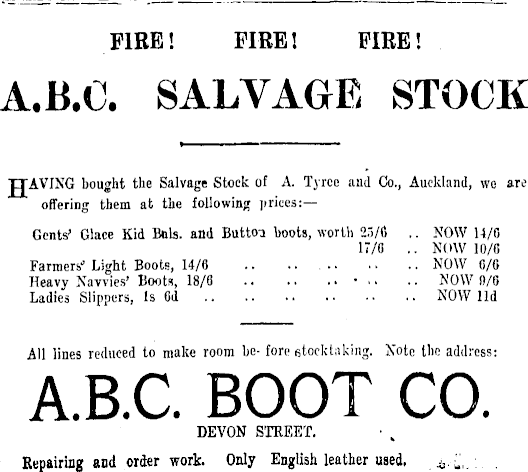 FIRE! FIRE! FIRE!
A.B.C. SALVAGE STOCK
HAVING bought the Salvage Stock of A. Tyree and Co., Auckland, we are
offering them at the following prices:—
Gents' Glace Kid Bals. and Button boots, worth 25/6 .. NOW 14/6
17/6 .. NOW 10/6
Farmers' Light Boots, 14/6 .. .. .. .. .. NOW 6/6
Heavy Navvies' Boots, 18/6 .. .. .. .. .. NOW 9/6
Ladies Slippers, 1s 6d .. .. .. .. .. .. NOW 11d
All lines reduced to make room be- fore stocktaking. Note the address:
A.B.C. BOOT CO.
DEVON STREET.
Repairing and order work. Only English leather used.